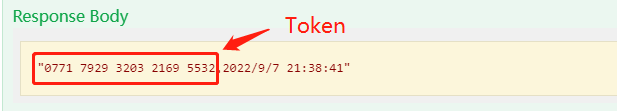 Response Body
Token
"0771 7929 3203 2169 5532,2022/9/7 21:38:41"